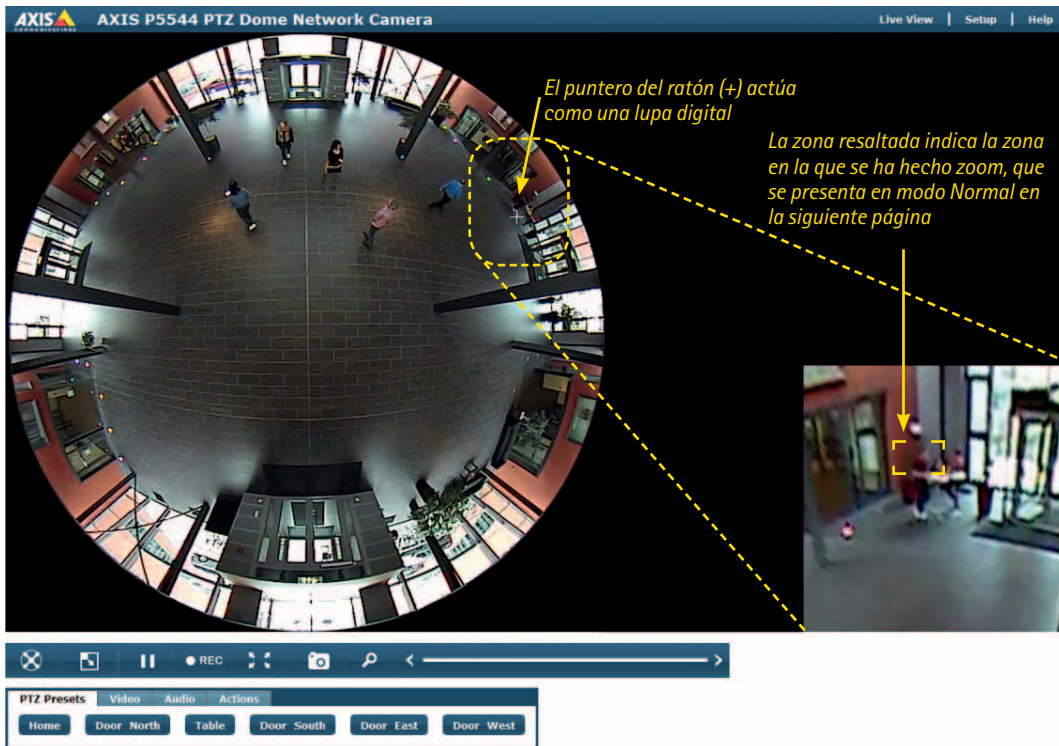 AXIS
COMMUNICATIONS
AXIS P5544 PTZ Dome Network Camera
Live View | Setup | Help
El puntero del ratón (+) actúa
como una lupa digital
La zona resaltada indica la zona
en la que se ha hecho zoom, que
se presenta en modo Normal en
la siguiente página
REC
PTZ Presets Video Audio Actions
Home Door North Table Door South Door East Door West